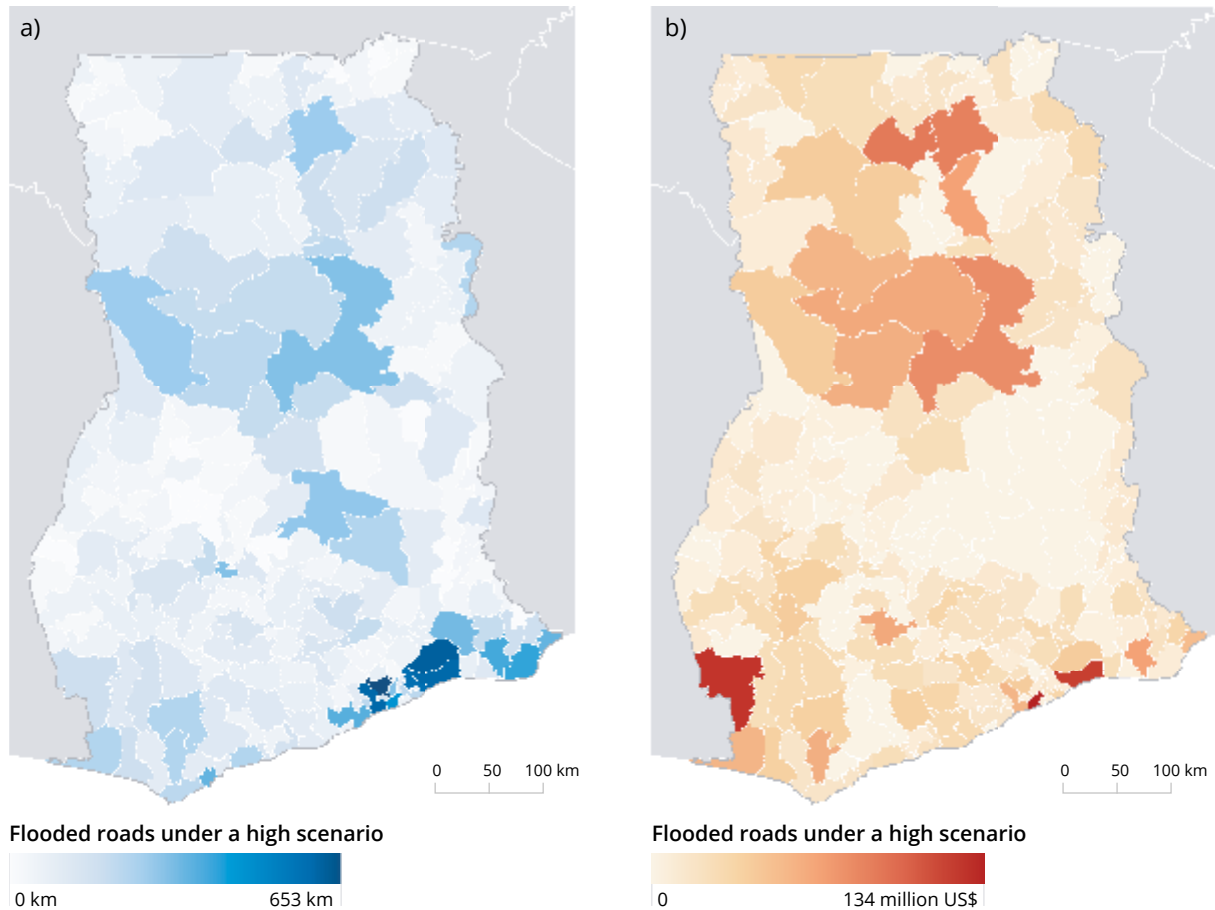 a)
0 50 100 km
Flooded roads under a high scenario
0 km 653 km
b)
0 50 100 km
Flooded roads under a high scenario
0 134 million US$